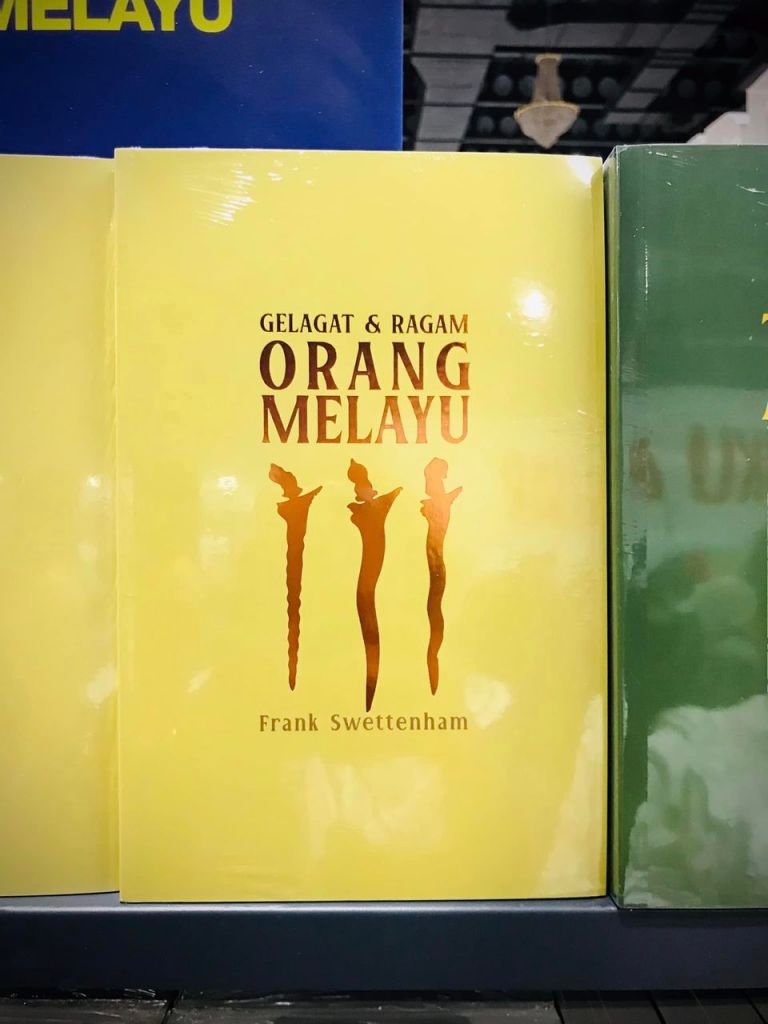 MELAYU
GELAGAT & RAGAM
ORANG
MELAYU
Frank Swettenham